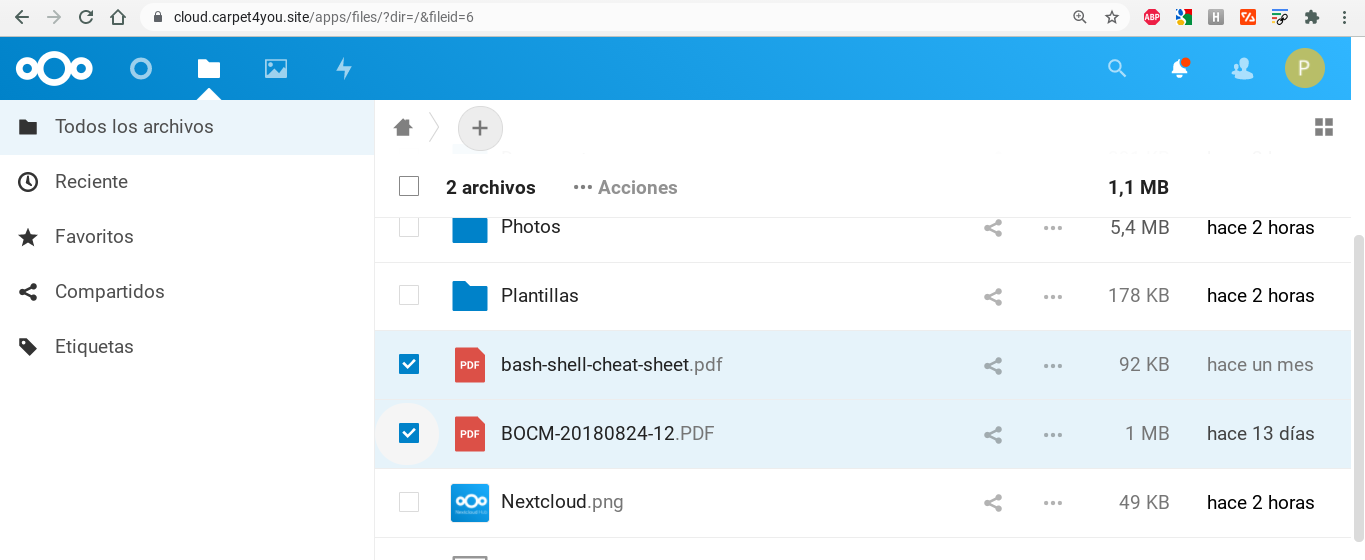 cloud.carpet4you.site/apps/files/?dir=/&fileid=6
ABP
H
P
Todos los archivos
Reciente
Favoritos
Compartidos
Etiquetas
2 archivos ··· Acciones 1,1 MB
Photos 5,4 MB hace 2 horas
Plantillas 178 KB hace 2 horas
PDF bash-shell-cheat-sheet.pdf 92 KB hace un mes
PDF BOCM-20180824-12.PDF 1 MB hace 13 días
Nextcloud.png 49 KB hace 2 horas